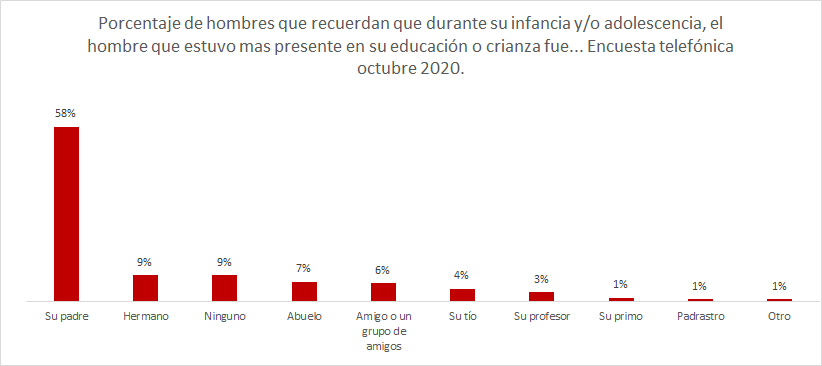 Porcentaje de hombres que recuerdan que durante su infancia y/o adolescencia, el
hombre que estuvo mas presente en su educación o crianza fue... Encuesta telefónica
octubre 2020.
58%
9%
9%
7%
6%
4%
3%
1%
1%
1%
Su padre
Hermano
Ninguno
Abuelo
Amigo o un
grupo de
amigos
Su tío
Su profesor
Su primo
Padrastro
Otro